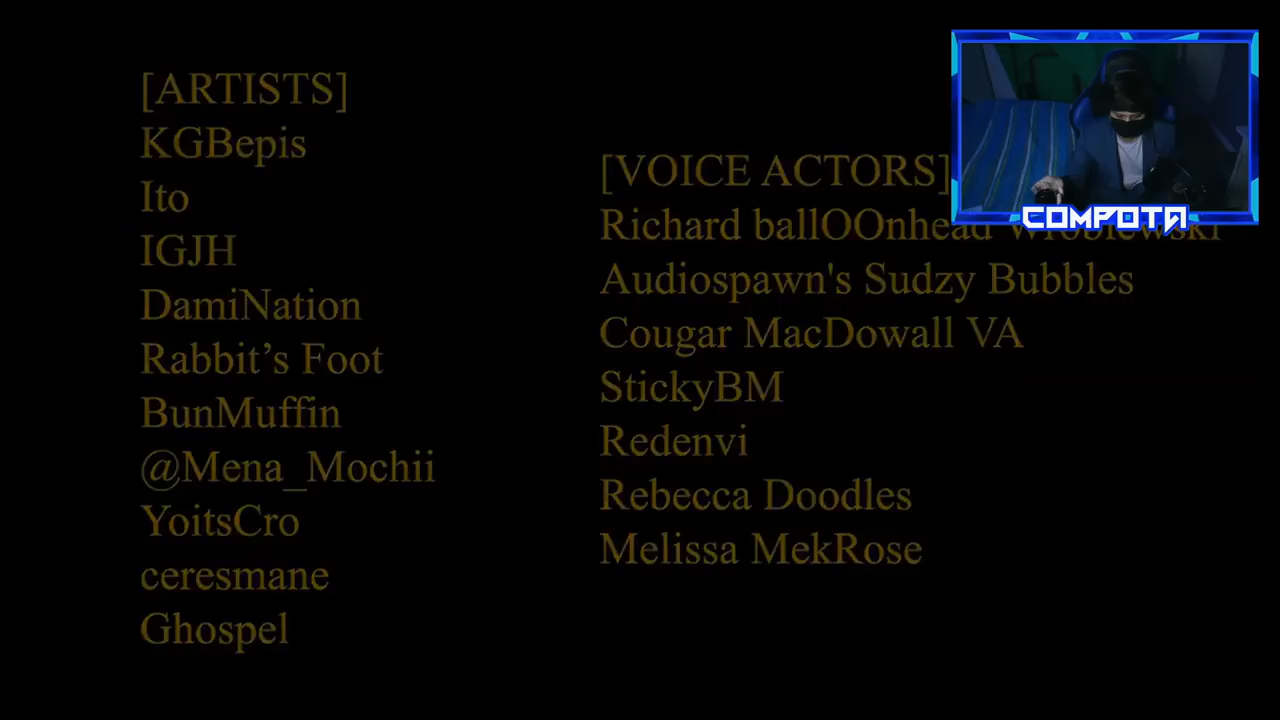 [ARTISTS]
KGBepis
Ito
IGJH
DamiNation
Rabbit’s Foot
BunMuffin
@Mena_Mochii
YoitsCro
ceresmane
Ghospel
[VOICE ACTORS]
Richard ballOOnhead Wroblewski
Audiospawn's Sudzy Bubbles
Cougar MacDowall VA
StickyBM
Redenvi
Rebecca Doodles
Melissa MekRose
COMPOTA